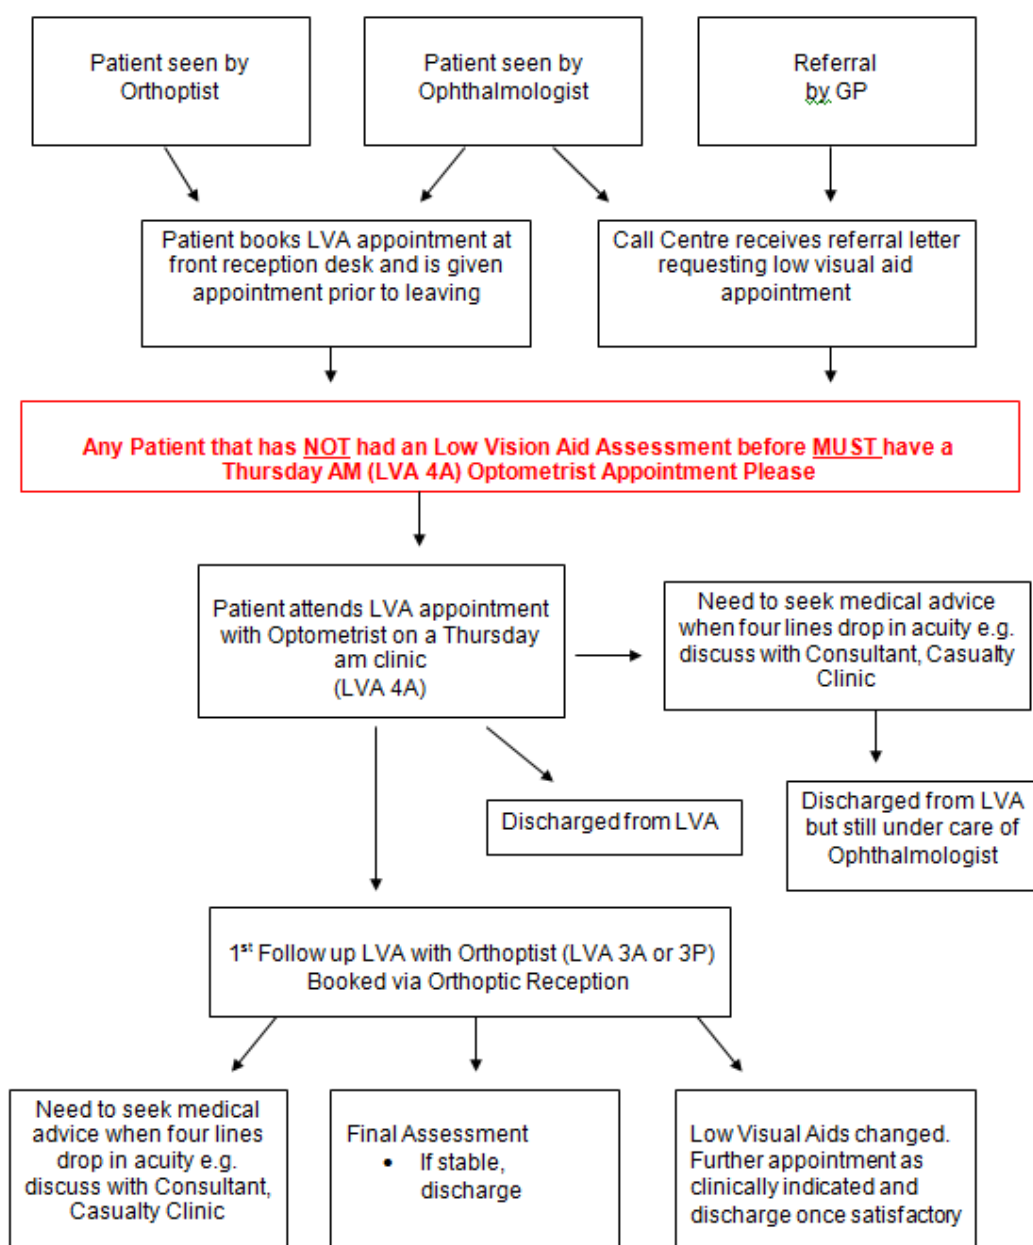 Patient seen by
Orthoptist
Patient seen by
Ophthalmologist
Referral
by GP
Patient books LVA appointment at
front reception desk and is given
appointment prior to leaving
Call Centre receives referral letter
requesting low visual aid
appointment
Any Patient that has NOT had an Low Vision Aid Assessment before MUST have a
Thursday AM (LVA 4A) Optometrist Appointment Please
Patient attends LVA appointment
with Optometrist on a Thursday
am clinic
(LVA 4A)
Need to seek medical advice
when four lines drop in acuity e.g.
discuss with Consultant, Casualty
Clinic
Discharged from LVA
Discharged from LVA
but still under care of
Ophthalmologist
1st Follow up LVA with Orthoptist (LVA 3A or 3P)
Booked via Orthoptic Reception
Need to seek medical
advice when four lines
drop in acuity e.g.
discuss with Consultant,
Casualty Clinic
Final Assessment
• If stable,
discharge
Low Visual Aids changed.
Further appointment as
clinically indicated and
discharge once satisfactory